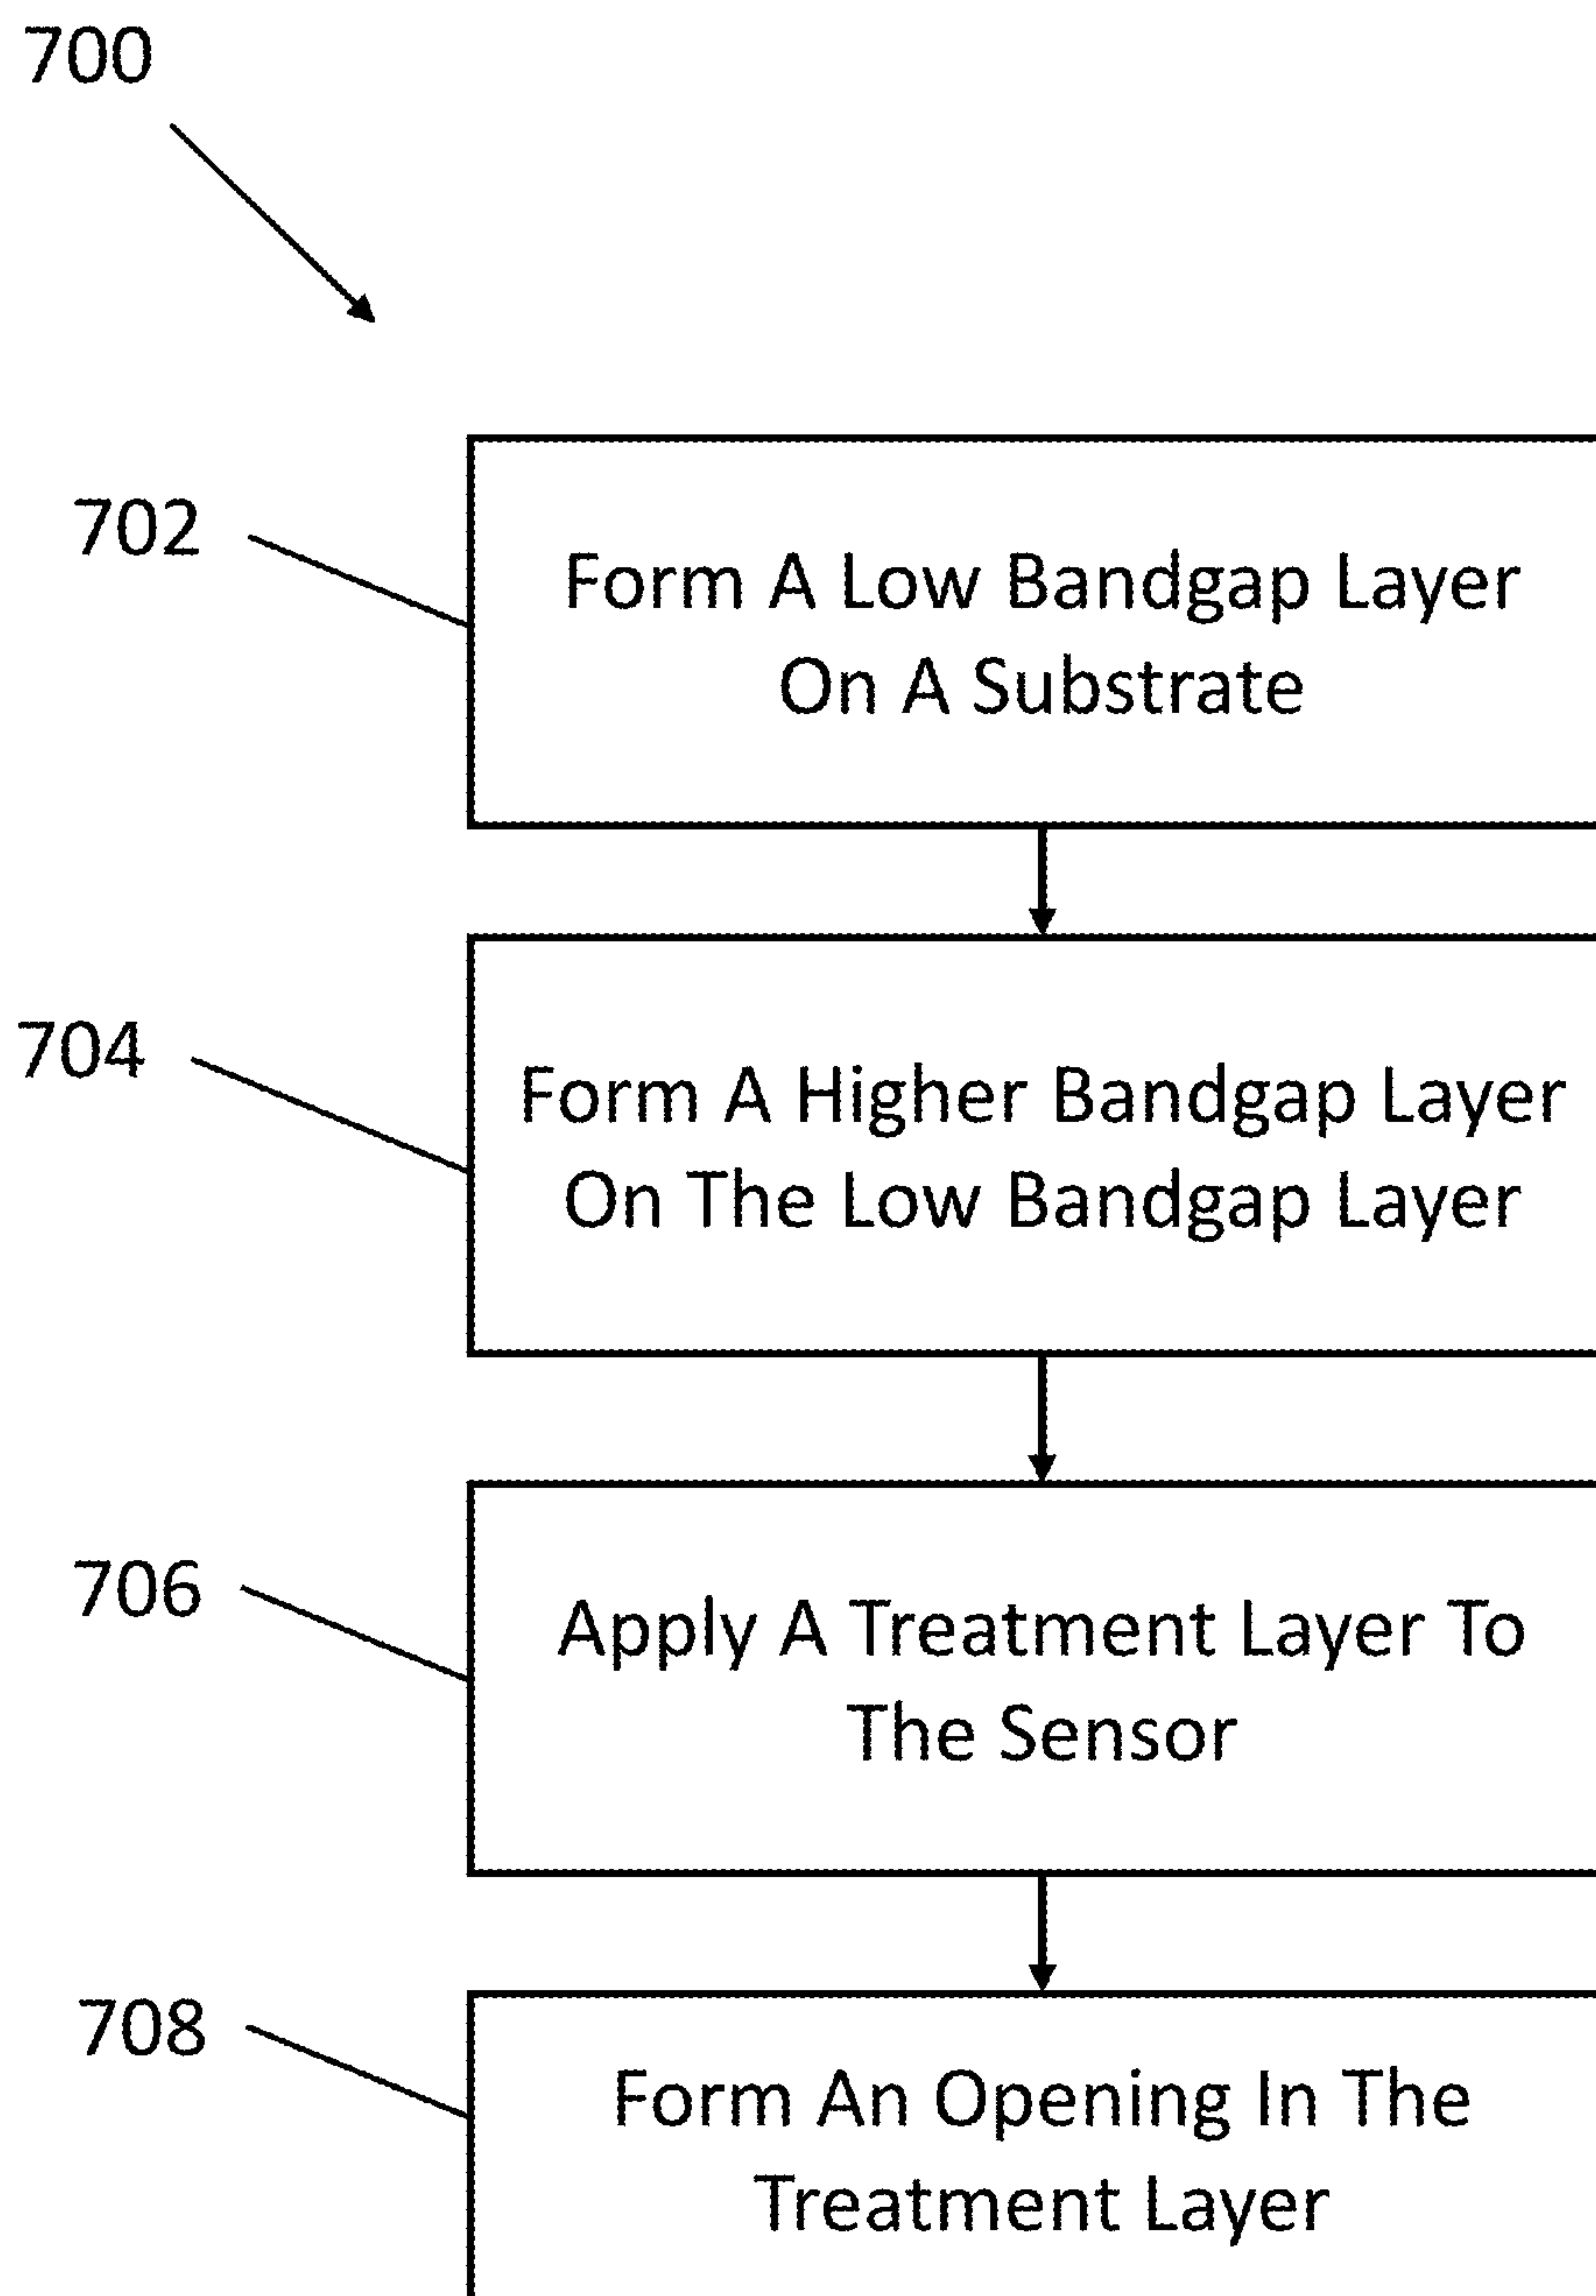 700
702
Form A Low Bandgap Layer
On A Substrate
704
Form A Higher Bandgap Layer
On The Low Bandgap Layer
706
Apply A Treatment Layer To
The Sensor
708
Form An Opening In The
Treatment Layer